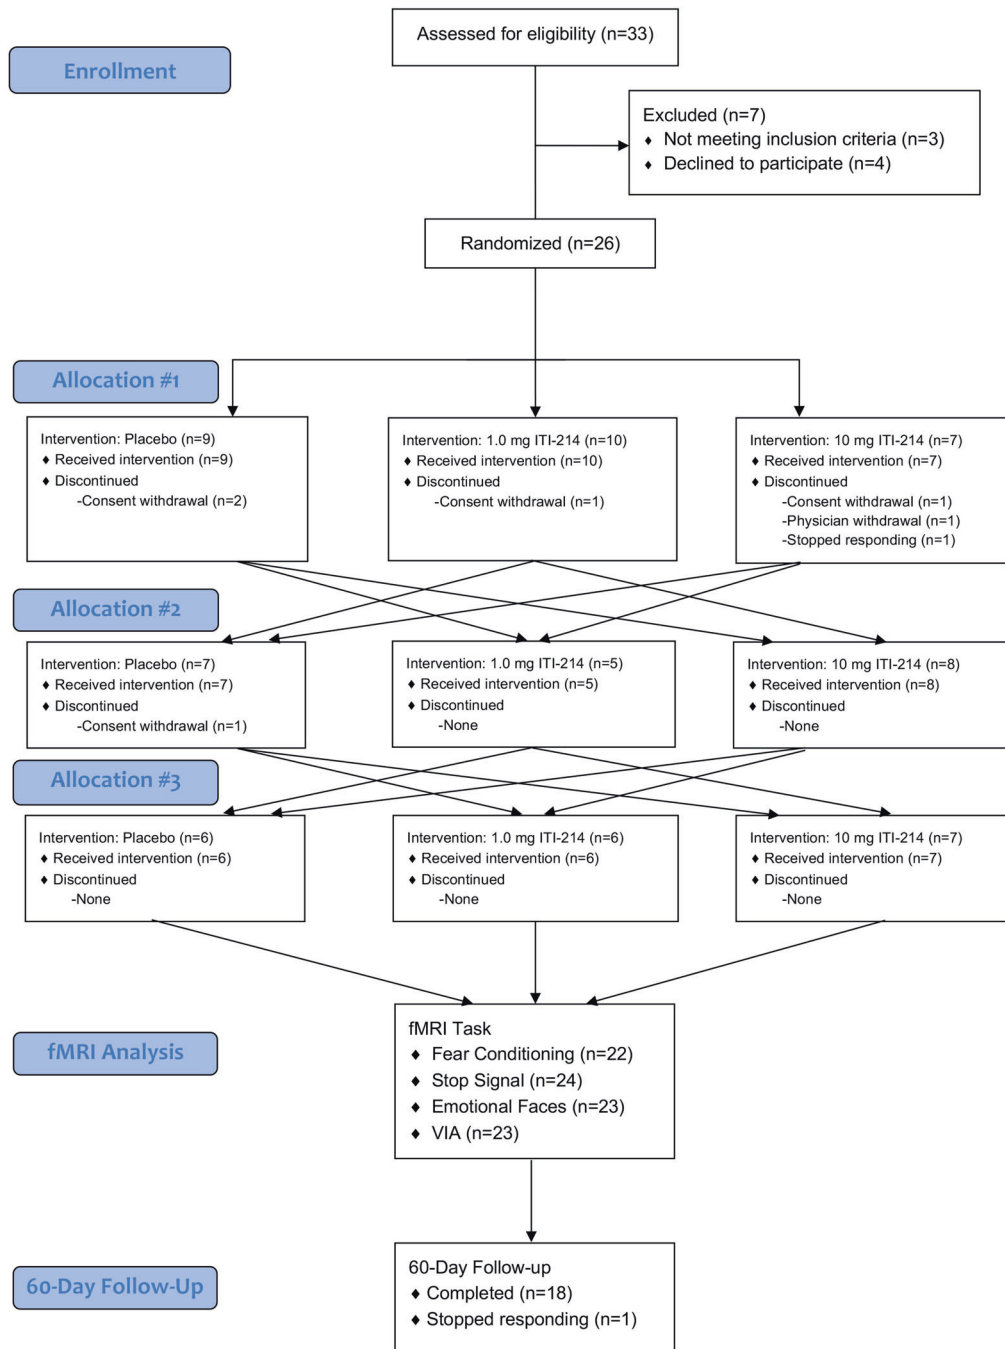 Assessed for eligibility (n=33)
Enrollment
Excluded (n=7)
♦ Not meeting inclusion criteria (n=3)
♦ Declined to participate (n=4)
Randomized (n=26)
Allocation #1
Intervention: Placebo (n=9)
♦ Received intervention (n=9)
♦ Discontinued
-Consent withdrawal (n=2)
Intervention: 1.0 mg ITI-214 (n=10)
♦ Received intervention (n=10)
♦ Discontinued
-Consent withdrawal (n=1)
Intervention: 10 mg ITI-214 (n=7)
♦ Received intervention (n=7)
♦ Discontinued
-Consent withdrawal (n=1)
-Physician withdrawal (n=1)
-Stopped responding (n=1)
Allocation #2
Intervention: Placebo (n=7)
♦ Received intervention (n=7)
♦ Discontinued
-Consent withdrawal (n=1)
Intervention: 1.0 mg ITI-214 (n=5)
♦ Received intervention (n=5)
♦ Discontinued
-None
Intervention: 10 mg ITI-214 (n=8)
♦ Received intervention (n=8)
♦ Discontinued
-None
Allocation #3
Intervention: Placebo (n=6)
♦ Received intervention (n=6)
♦ Discontinued
-None
Intervention: 1.0 mg ITI-214 (n=6)
♦ Received intervention (n=6)
♦ Discontinued
-None
Intervention: 10 mg ITI-214 (n=7)
♦ Received intervention (n=7)
♦ Discontinued
-None
fMRI Analysis
fMRI Task
♦ Fear Conditioning (n=22)
♦ Stop Signal (n=24)
♦ Emotional Faces (n=23)
♦ VIA (n=23)
60-Day Follow-Up
60-Day Follow-up
♦ Completed (n=18)
♦ Stopped responding (n=1)